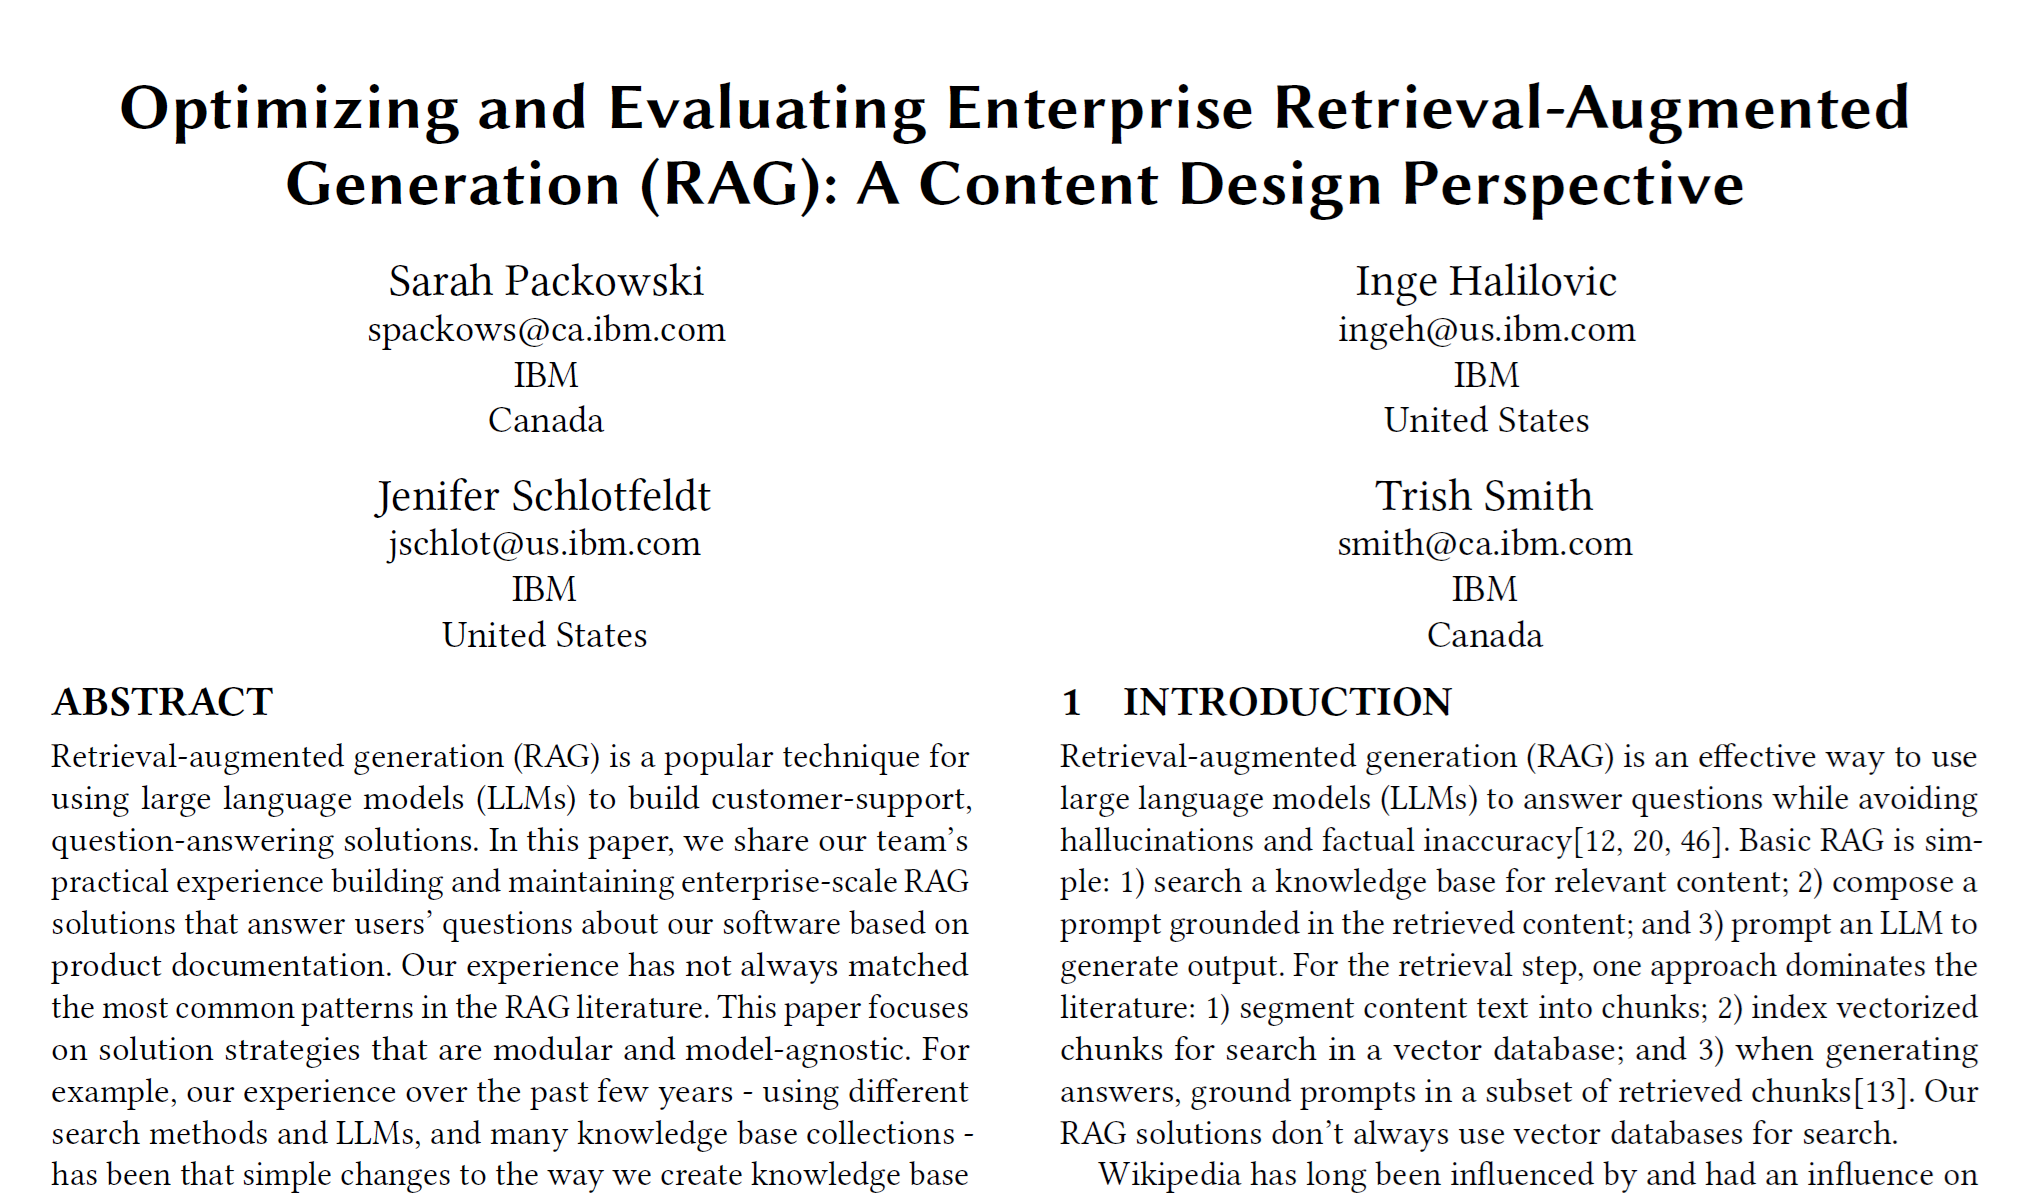 Optimizing and Evaluating Enterprise Retrieval-Augmented
Generation (RAG): A Content Design Perspective
Sarah Packowski
spackows@ca.ibm.com
IBM
Canada
Inge Halilovic
ingeh@us.ibm.com
IBM
United States
Jenifer Schlotfeldt
jschlot@us.ibm.com
IBM
United States
Trish Smith
smith@ca.ibm.com
IBM
Canada
ABSTRACT
Retrieval-augmented generation (RAG) is a popular technique for
using large language models (LLMs) to build customer-support,
question-answering solutions. In this paper, we share our team's
practical experience building and maintaining enterprise-scale RAG
solutions that answer users' questions about our software based on
product documentation. Our experience has not always matched
the most common patterns in the RAG literature. This paper focuses
on solution strategies that are modular and model-agnostic. For
example, our experience over the past few years - using different
search methods and LLMs, and many knowledge base collections -
has been that simple changes to the way we create knowledge base
1 INTRODUCTION
Retrieval-augmented generation (RAG) is an effective way to use
large language models (LLMs) to answer questions while avoiding
hallucinations and factual inaccuracy[12, 20, 46]. Basic RAG is sim-
ple: 1) search a knowledge base for relevant content; 2) compose a
prompt grounded in the retrieved content; and 3) prompt an LLM to
generate output. For the retrieval step, one approach dominates the
literature: 1) segment content text into chunks; 2) index vectorized
chunks for search in a vector database; and 3) when generating
answers, ground prompts in a subset of retrieved chunks[13]. Our
RAG solutions don't always use vector databases for search.
Wikipedia has long been influenced by and had an influence on